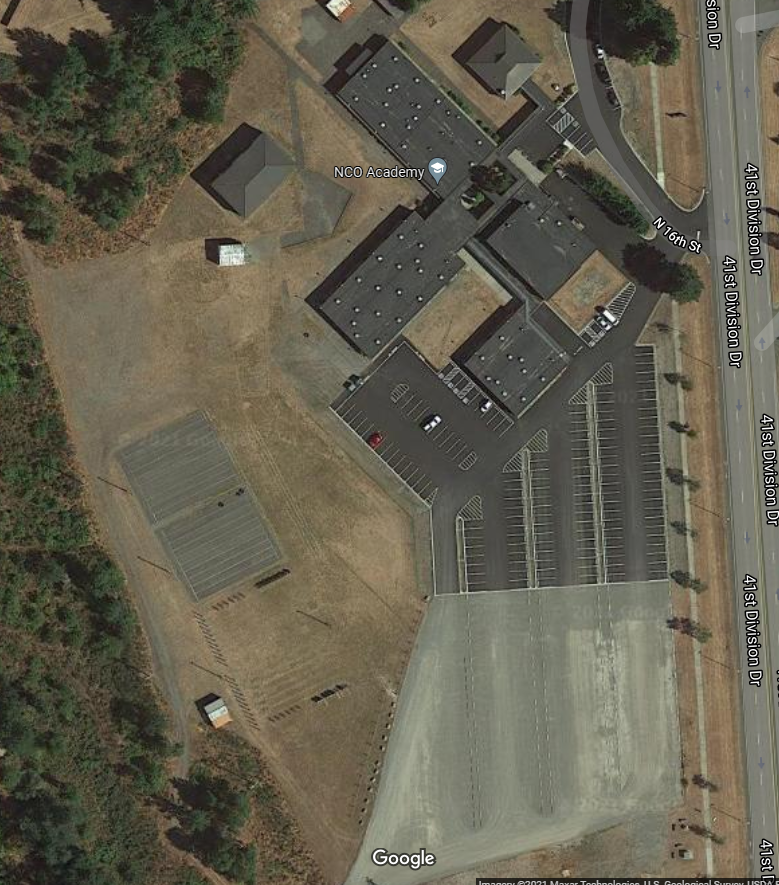 sion Dr
41st Division Dr
NCO Academy
N 16th St
41st Division Dr
41st Division Dr
41st Division Dr
41st D
Google
Imagery ©2021 Maxar Technologies, U.S. Geological Survey, USDA